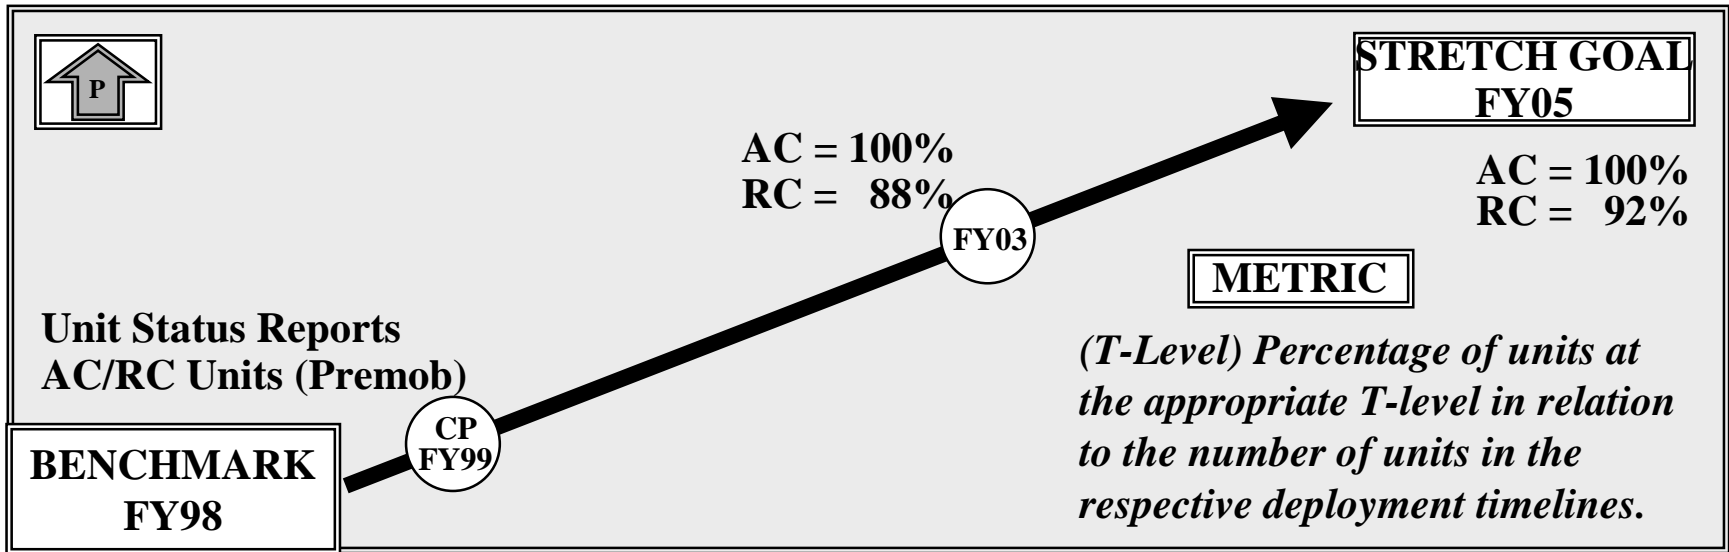 P
STRETCH GOAL
FY05
AC = 100%
RC = 88%
AC = 100%
RC = 92%
FY03
METRIC
Unit Status Reports
AC/RC Units (Premob)
(T-Level) Percentage of units at
the appropriate T-level in relation
to the number of units in the
respective deployment timelines.
CP
FY99
BENCHMARK
FY98